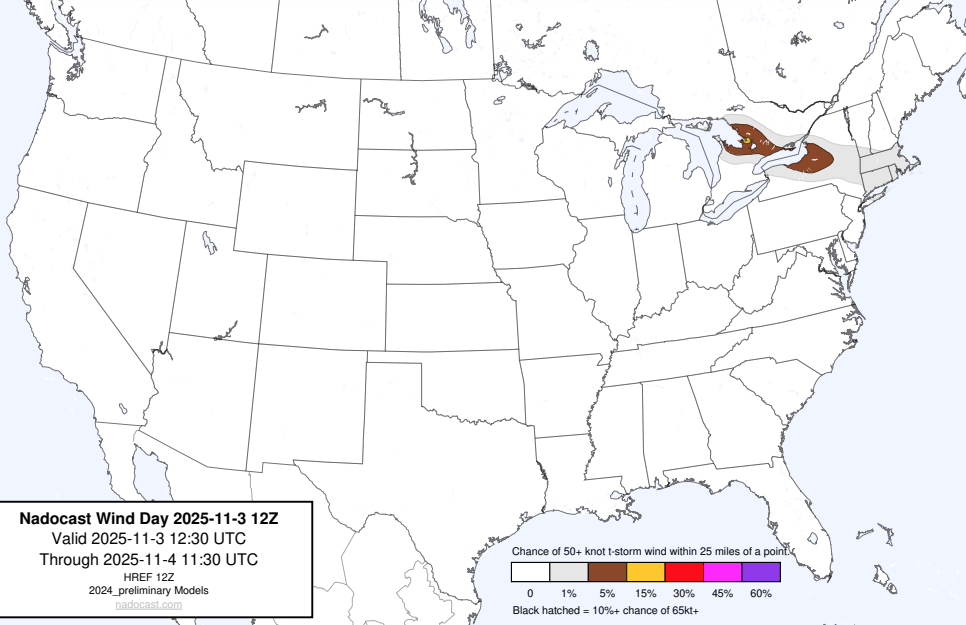 Nadocast Wind Day 2025-11-3 12Z
Valid 2025-11-3 12:30 UTC
Through 2025-11-4 11:30 UTC
HREF 12Z
2024_preliminary Models
nadocast.com
Chance of 50+ knot t-storm wind within 25 miles of a point.
0 1% 5% 15% 30% 45% 60%
Black hatched = 10%+ chance of 65kt+